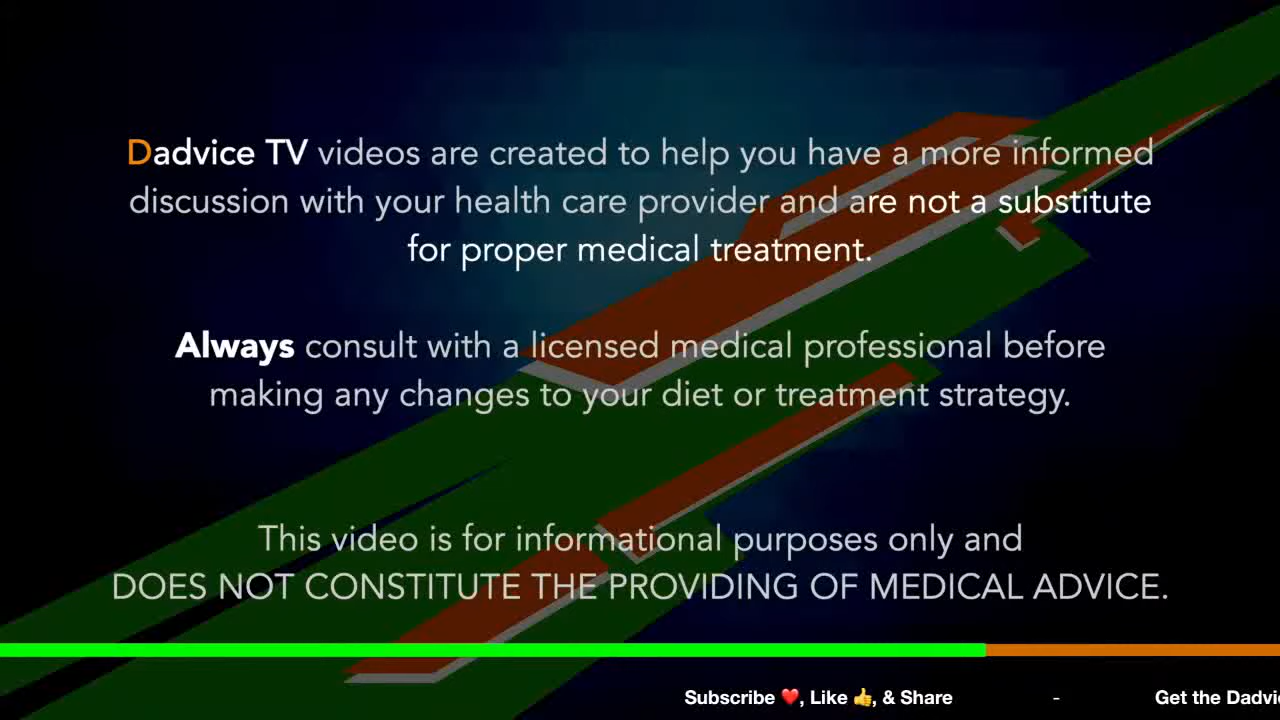 Dadvice TV videos are created to help you have a more informed
discussion with your health care provider and are not a substitute
for proper medical treatment.
Always consult with a licensed medical professional before
making any changes to your diet or treatment strategy.
This video is for informational purposes only and
DOES NOT CONSTITUTE THE PROVIDING OF MEDICAL ADVICE.
Subscribe ❤️, Like 👍, & Share - Get the Dadvi